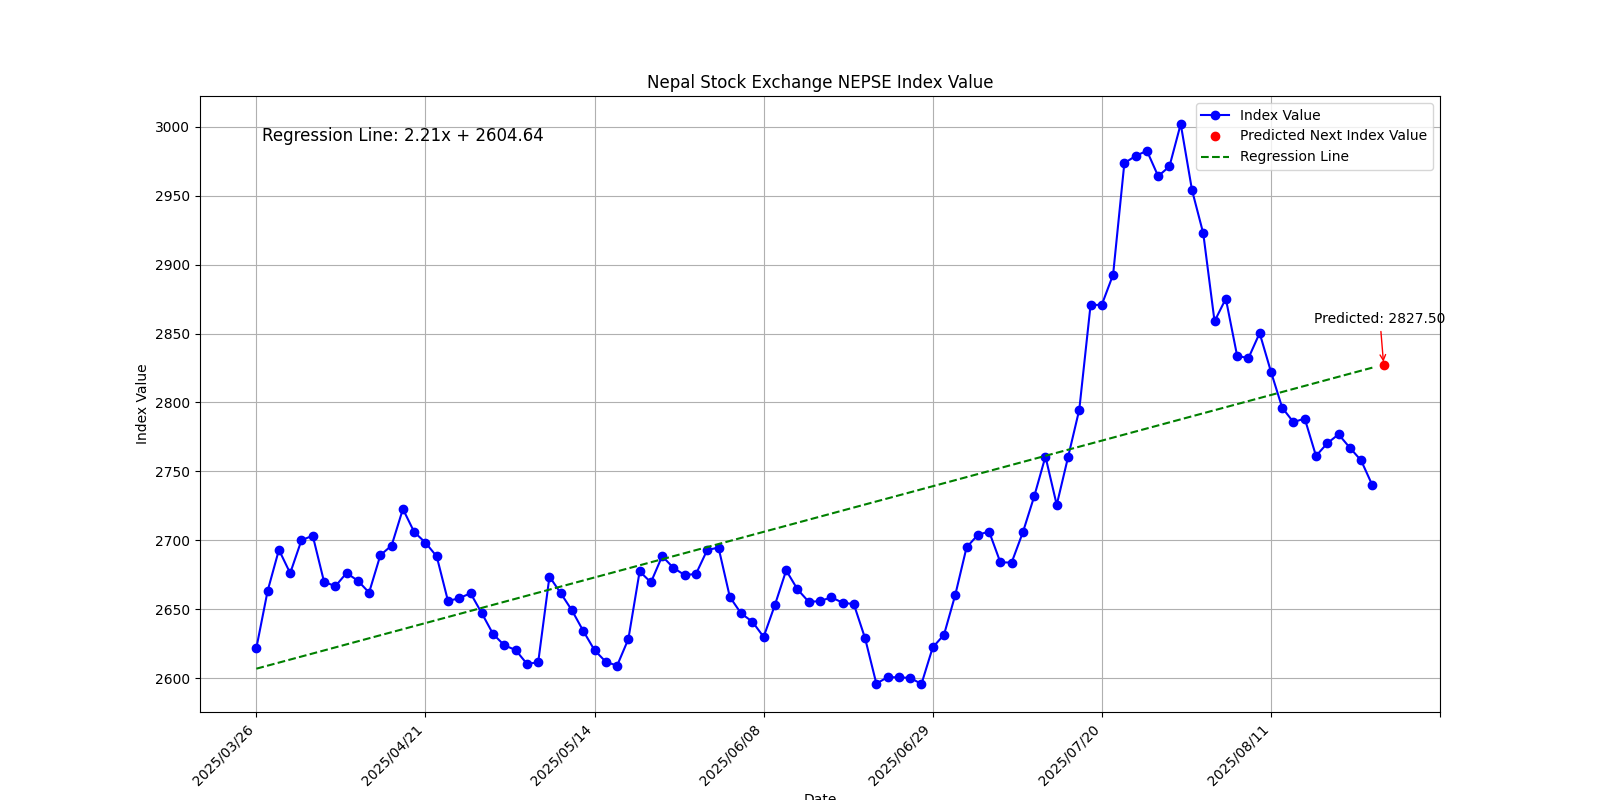 Nepal Stock Exchange NEPSE Index Value
Regression Line: 2.21x + 2604.64
Index Value
Predicted Next Index Value
Regression Line
Predicted: 2827.50
Index Value
3000
2950
2900
2850
2800
2750
2700
2650
2600
2025/03/26
2025/04/21
2025/05/14
2025/06/08
2025/06/29
2025/07/20
2025/08/11
Date